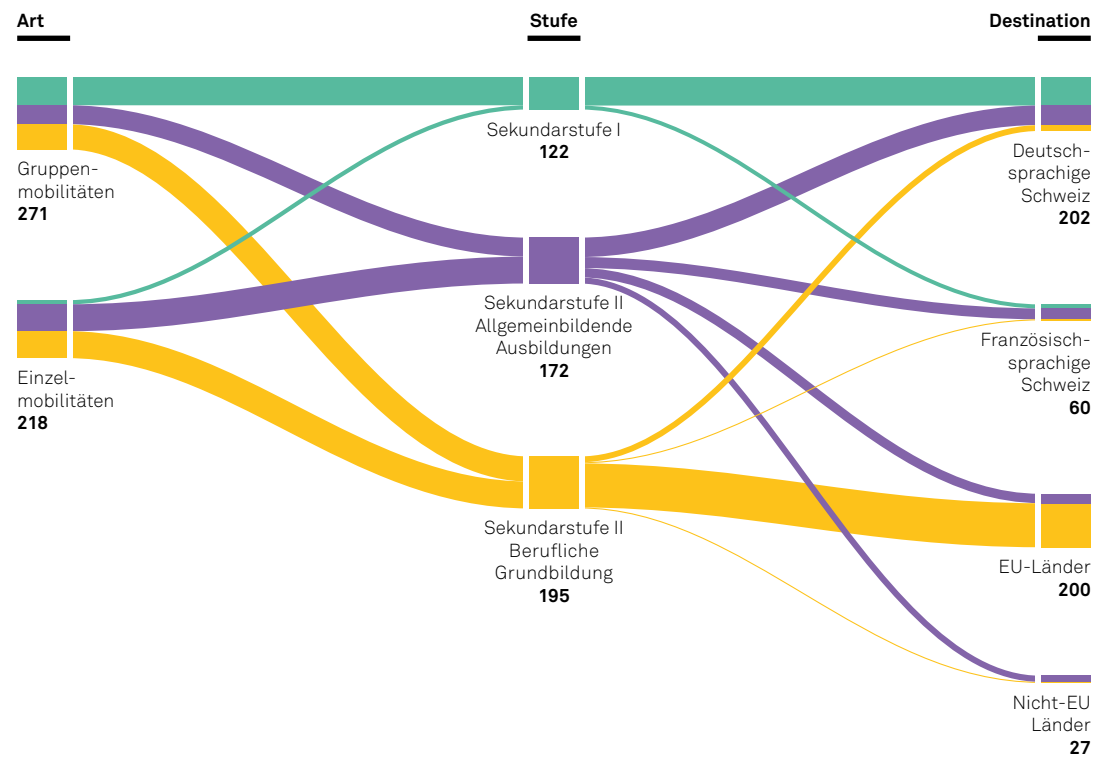 Art
Stufe
Destination
Gruppen-
mobilitäten
271
Einzel-
mobilitäten
218
Sekundarstufe I
122
Sekundarstufe II
Allgemeinbildende
Ausbildungen
172
Sekundarstufe II
Berufliche
Grundbildung
195
Deutsch-
sprachige
Schweiz
202
Französisch-
sprachige
Schweiz
60
EU-Länder
200
Nicht-EU
Länder
27